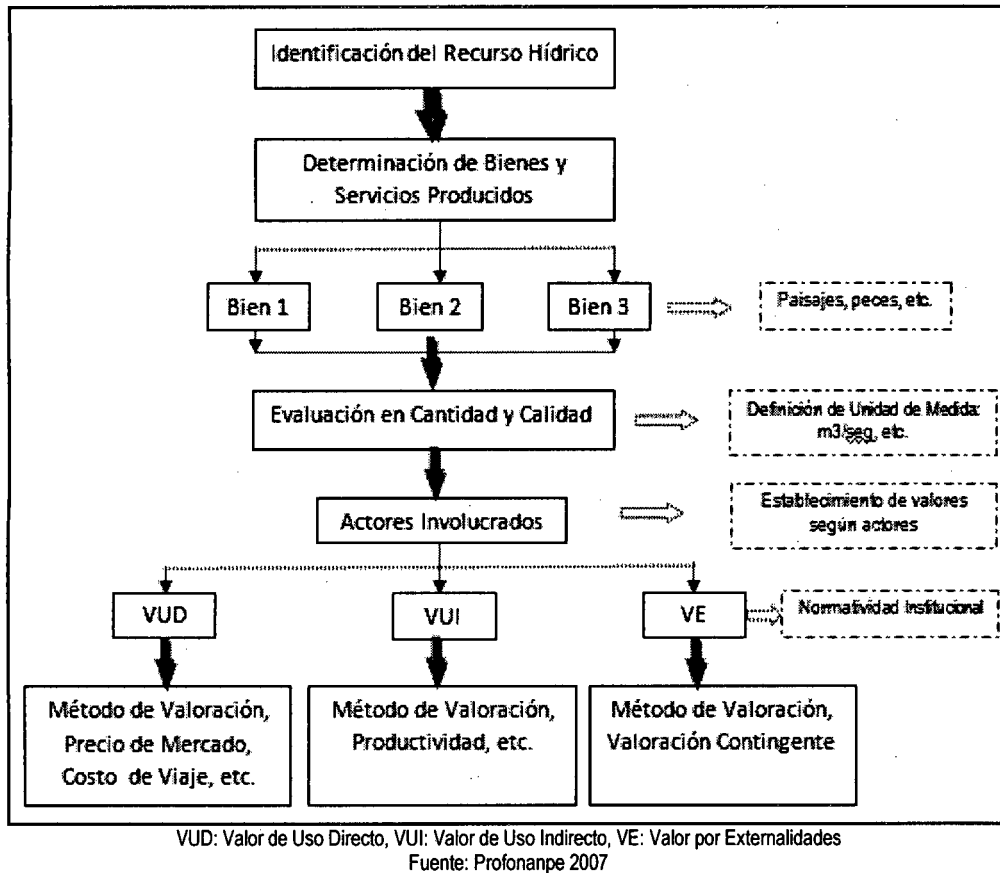 Identificación del Recurso Hídrico
Determinación de Bienes y
Servicios Producidos
Bien 1
Bien 2
Bien 3
Paisajes, peces, etc.
Evaluación en Cantidad y Calidad
Definición de Unidad de Medida:
m3/seg, etc.
Actores Involucrados
Establecimiento de valores
según actores
VUD
VUI
VE
Normatividad Institucional
Método de Valoración,
Precio de Mercado,
Costo de Viaje, etc.
Método de Valoración,
Productividad, etc.
Método de Valoración,
Valoración Contingente
VUD: Valor de Uso Directo, VUI: Valor de Uso Indirecto, VE: Valor por Externalidades
Fuente: Profonanpe 2007